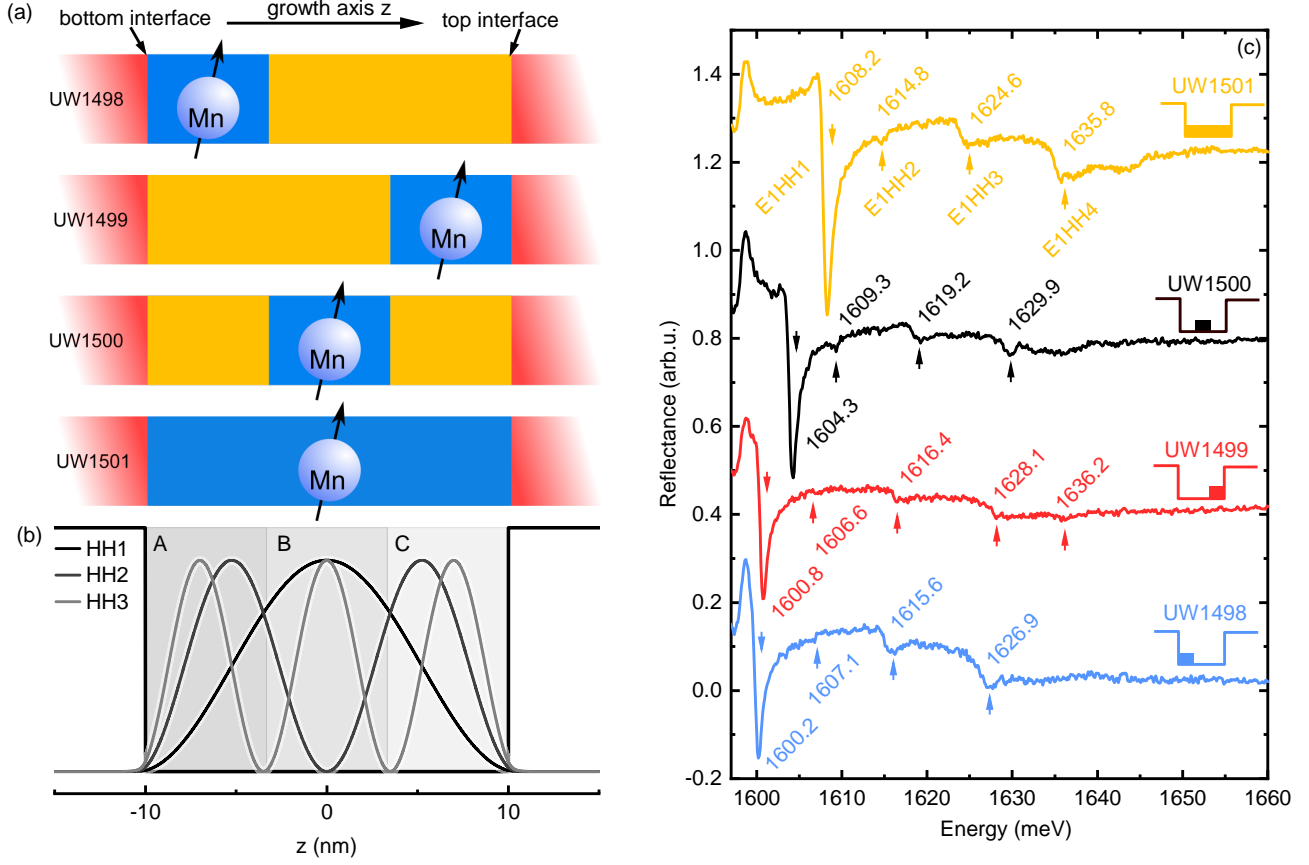 (a)
bottom interface
growth axis z
top interface
UW1498
Mn
UW1499
Mn
UW1500
Mn
UW1501
Mn
(b)
HH1
HH2
HH3
A
B
C
-10
0
10
z (nm)
(c)
Reflectance (arb.u.)
1.4
1.2
1.0
0.8
0.6
0.4
0.2
0.0
-0.2
1608.2
1614.8
1624.6
1635.8
E1HH1
E1HH2
E1HH3
E1HH4
UW1501
1604.3
1609.3
1619.2
1629.9
UW1500
1600.8
1606.6
1616.4
1628.1
1636.2
UW1499
1600.2
1607.1
1615.6
1626.9
UW1498
1600
1610
1620
1630
1640
1650
1660
Energy (meV)